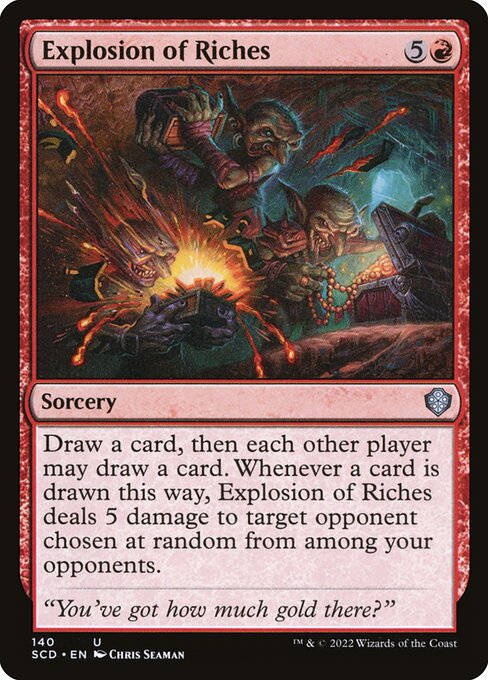 Explosion of Riches 5
Sorcery
Draw a card, then each other player
may draw a card. Whenever a card is
drawn this way, Explosion of Riches
deals 5 damage to target opponent
chosen at random from among your
opponents.
“You’ve got how much gold there?”
140 U
SCD • EN Chris Seaman
™ & © 2022 Wizards of the Coast